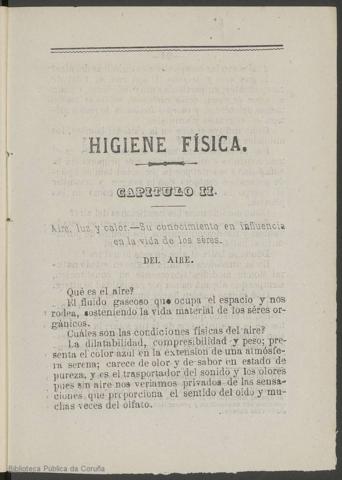 HIGIENE FÍSICA.
CAPITULO II.
Aire, luz y calor.—Su conocimiento en influencia
en la vida de los séres.
DEL AIRE.
Qué es el aire?
El fluido gaseoso que ocupa el espacio y nos
rodea, sosteniendo la vida material de los séres or-
gánicos.
Cuáles son las condiciones físicas del aire?
La dilatabilidad, compresibilidad y peso; pre-
senta el color azul en la extension de una atmósfe-
ra serena; carece de olor y de sabor en estado de
pureza, y es el trasportador del sonido y los olores
pues sin aire nos veriamos privados de las sensa-
ciones que proporciona el sentido del oido y mu-
chas veces del olfato.
Biblioteca Pública da Coruña